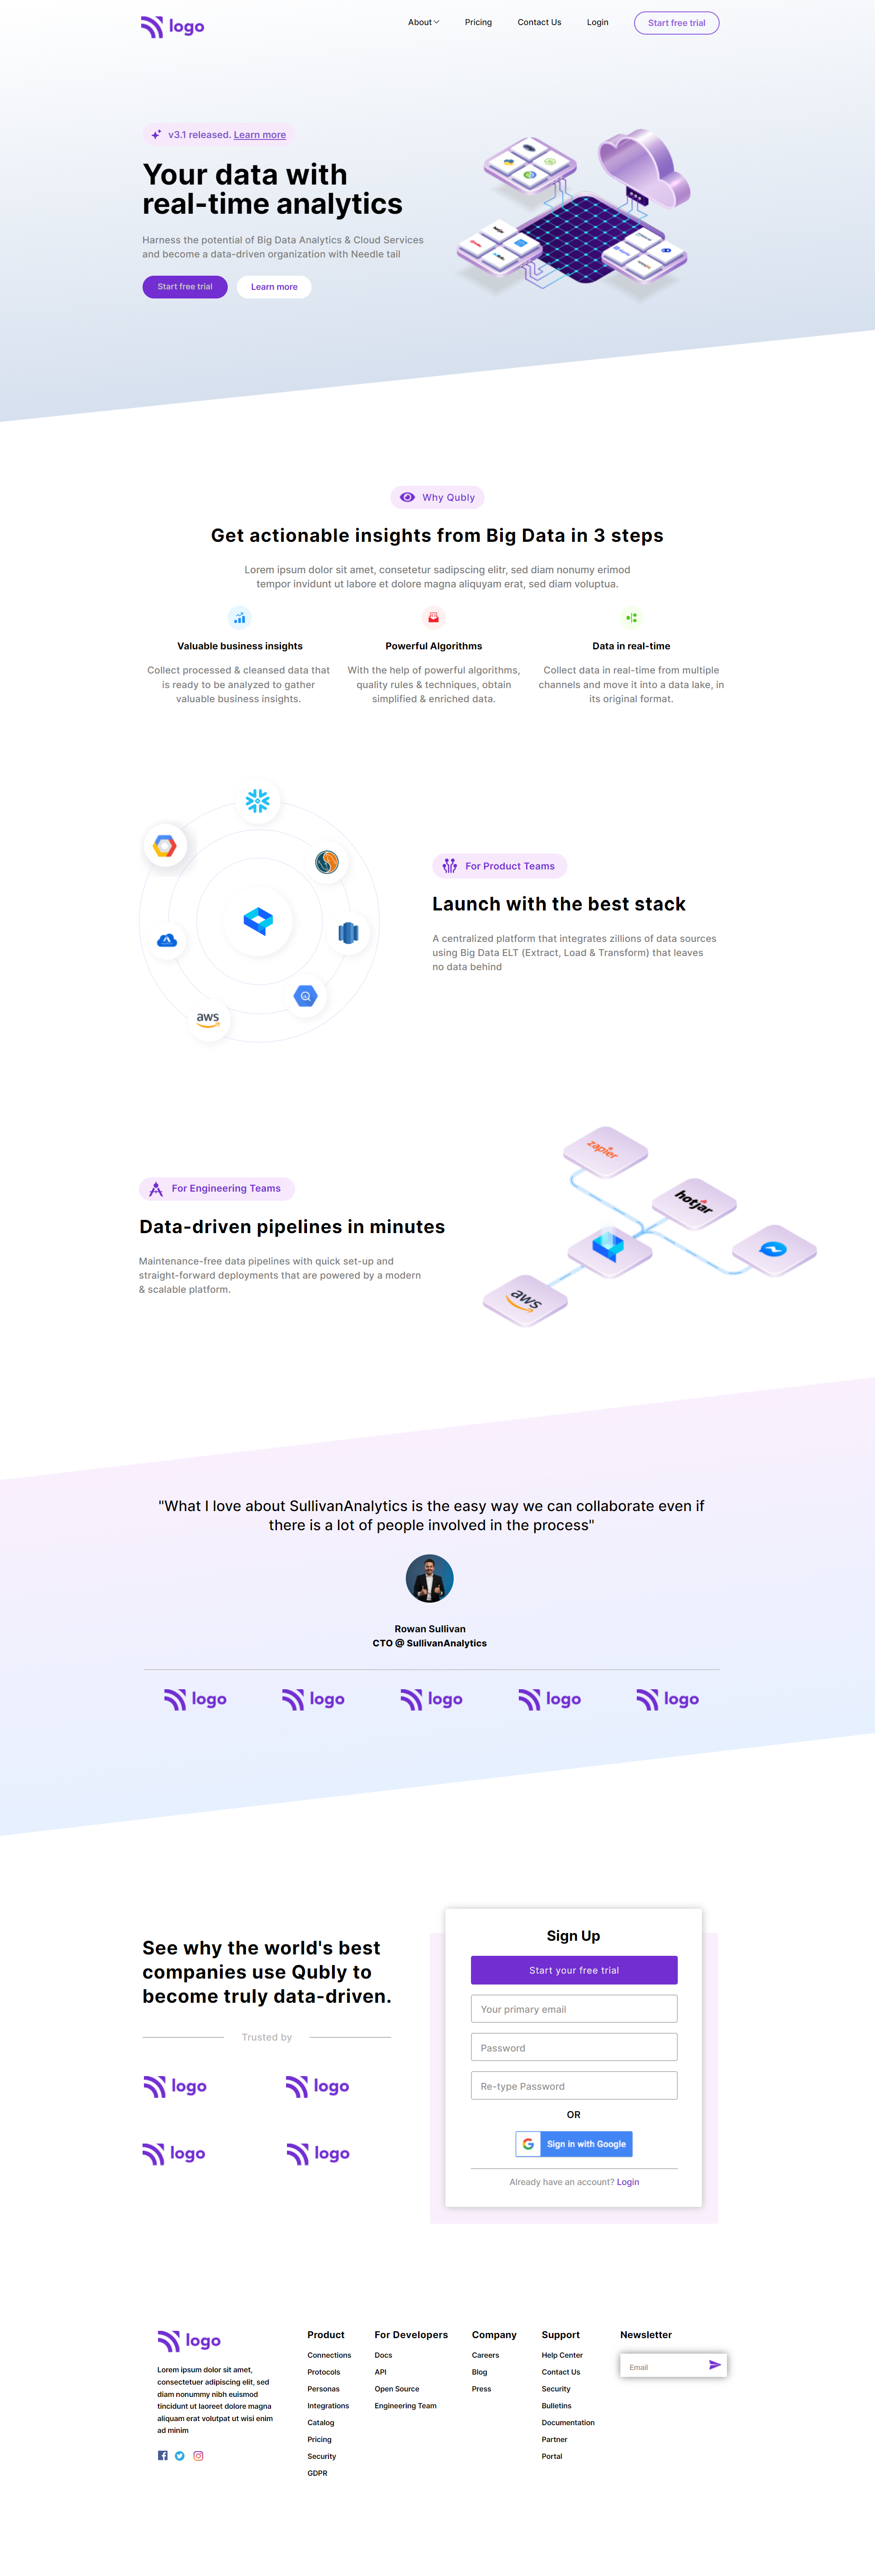 logo
About
Pricing
Contact Us
Login
Start free trial
v3.1 released. Learn more
Your data with
real-time analytics
Harness the potential of Big Data Analytics & Cloud Services
and become a data-driven organization with Needle tail
Start free trial
Learn more
Why Qubly
Get actionable insights from Big Data in 3 steps
Lorem ipsum dolor sit amet, consetetur sadipscing elitr, sed diam nonumy erimod
tempor invidunt ut labore et dolore magna aliquyam erat, sed diam voluptua.
Valuable business insights
Collect processed & cleansed data that
is ready to be analyzed to gather
valuable business insights.
Powerful Algorithms
With the help of powerful algorithms,
quality rules & techniques, obtain
simplified & enriched data.
Data in real-time
Collect data in real-time from multiple
channels and move it into a data lake, in
its original format.
aws
For Product Teams
Launch with the best stack
A centralized platform that integrates zillions of data sources
using Big Data ELT (Extract, Load & Transform) that leaves
no data behind
For Engineering Teams
Data-driven pipelines in minutes
Maintenance-free data pipelines with quick set-up and
straight-forward deployments that are powered by a modern
& scalable platform.
zapier
hotjar
aws
"What I love about SullivanAnalytics is the easy way we can collaborate even if
there is a lot of people involved in the process"
Rowan Sullivan
CTO @ SullivanAnalytics
logo
logo
logo
logo
logo
See why the world's best
companies use Qubly to
become truly data-driven.
Trusted by
logo
logo
logo
logo
Sign Up
Start your free trial
Your primary email
Password
Re-type Password
OR
Sign in with Google
Already have an account? Login
logo
Lorem ipsum dolor sit amet,
consectetuer adipiscing elit, sed
diam nonummy nibh euismod
tincidunt ut laoreet dolore magna
aliquam erat volutpat ut wisi enim
ad minim
Product
Connections
Protocols
Personas
Integrations
Catalog
Pricing
Security
GDPR
For Developers
Docs
API
Open Source
Engineering Team
Company
Careers
Blog
Press
Support
Help Center
Contact Us
Security
Bulletins
Documentation
Partner
Portal
Newsletter
Email